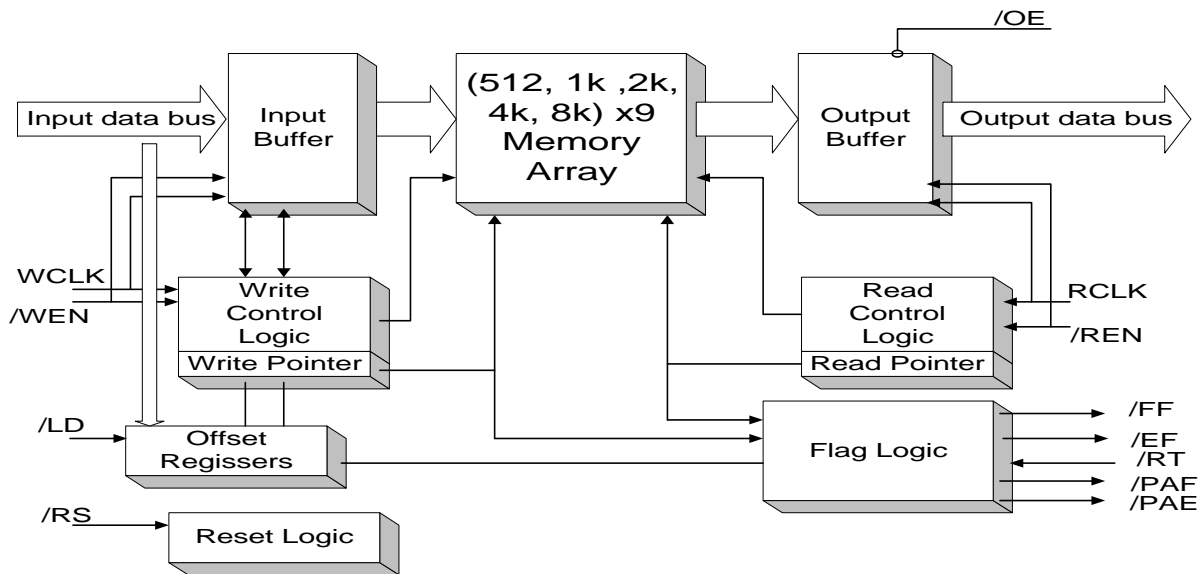 /OE
Input data bus
Input
Buffer
(512, 1k ,2k,
4k, 8k) x9
Memory
Array
Output
Buffer
Output data bus
WCLK
/WEN
Write
Control
Logic
Write Pointer
Read
Control
Logic
Read Pointer
RCLK
/REN
/LD
Offset
Regissers
Flag Logic
/FF
/EF
/RT
/PAF
/PAE
/RS
Reset Logic